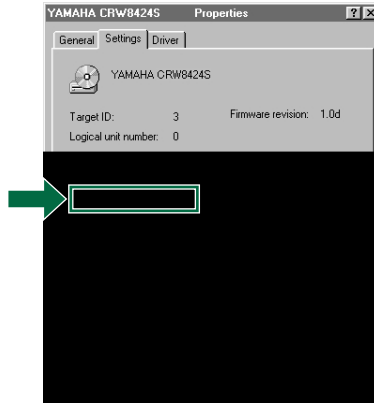 YAMAHA CRW8424S Properties ? X
General Settings Driver
YAMAHA CRW8424S
Target ID: 3 Firmware revision: 1.0d
Logical unit number: 0